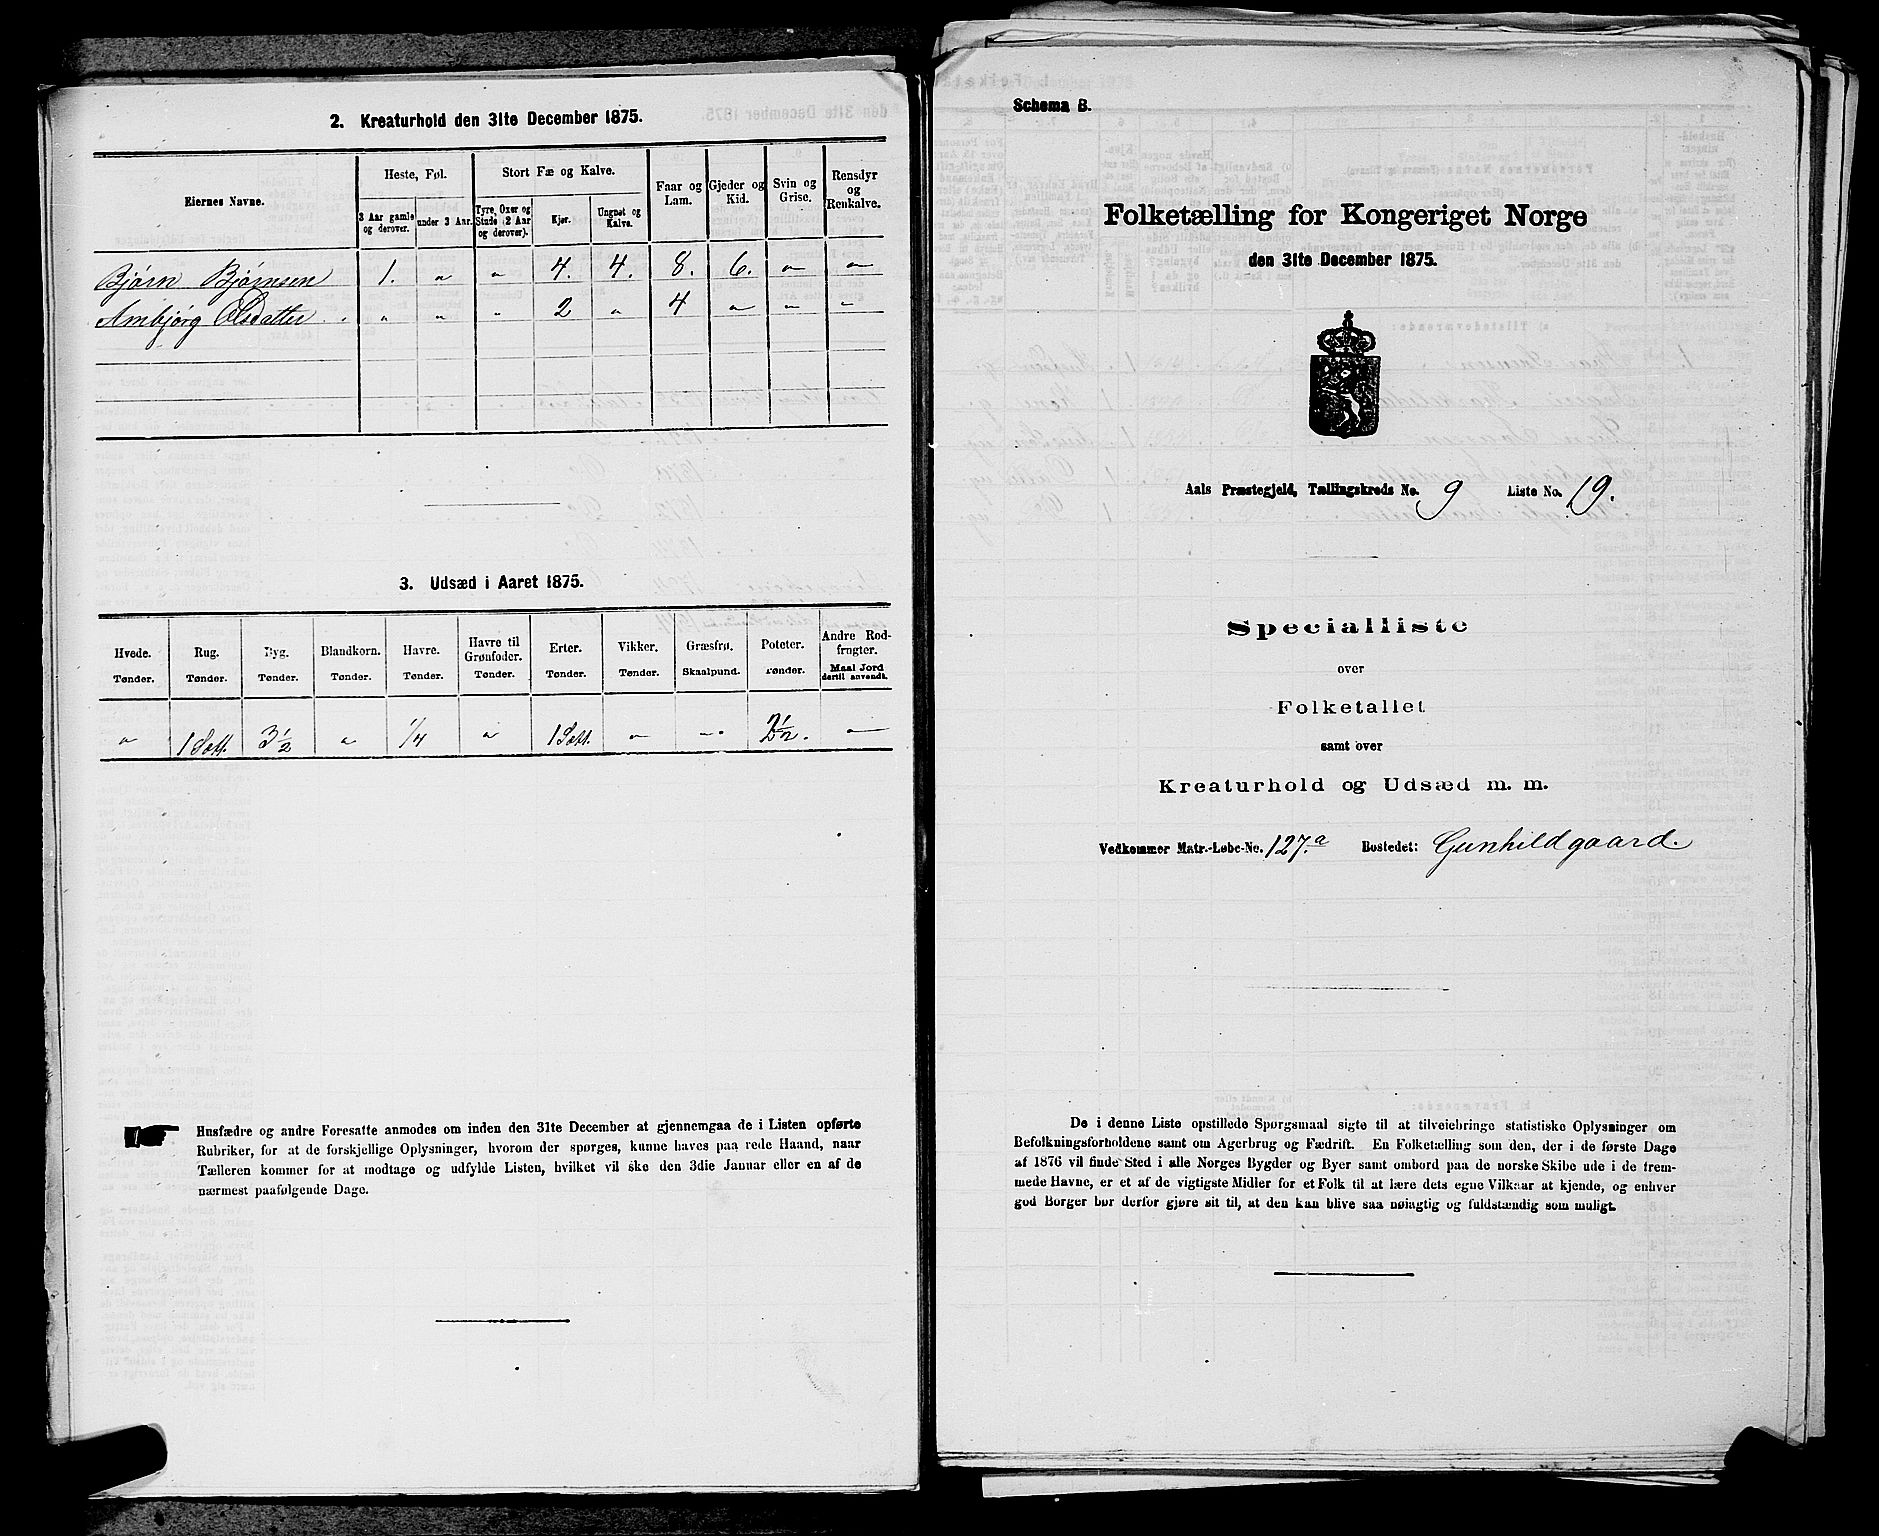 2. Kreaturhold den 31te December 1875.
Eiernes Navne.
Heste, Føl.
Stort Fæ og Kalve.
Faar og Lam.
Gjeder og Kid.
Svin og Grise.
Rensdyr og Renkalve.
3 Aar gamle og derover.
under 3 Aar.
Tyre, Oxer og Stude (2 Aar og derover).
Kjør.
Ungnøt og Kalve.
Bjørn Bjørnsen 1. " " 4. 4. 8. 6. " "
Ambjørg Olsdatter " " " 2 " 4 " " "
3. Udsæd i Aaret 1875.
Hvede. Rug. Byg. Blandkorn. Havre. Havre til Grønfoder. Erter. Vikker. Græsfrø. Poteter. Andre Rodfrugter.
Tønder. Tønder. Tønder. Tønder. Tønder. Tønder. Tønder. Tønder. Skaalpund. Tønder. Maal Jord dertil anvendt.
" 1 Sett. 3 1/2 " 1/4 " 1 Sett. " " 2 1/2. "
Husfædre og andre Foresatte anmodes om inden den 31te December at gjennemgaa de i Listen opførte
Rubriker, for at de forskjellige Oplysninger, hvorom der spørges, kunne haves paa rede Haand, naar
Tælleren kommer for at modtage og udfylde Listen, hvilket vil ske den 3die Januar eller en af de
nærmest paafølgende Dage.
Schema B.
Folketælling for Kongeriget Norge
den 31te December 1875.
Aals Præstegjeld, Tællingskreds No. 9 Liste No. 19.
Specialliste
over
Folketallet
samt over
Kreaturhold og Udsæd m. m.
Vedkommer Matr.-Løbe-No. 127.a Bostedet: Gunhildgaard.
De i denne Liste opstillede Spørgsmaal sigte til at tilveiebringe statistiske Oplysninger om
Befolkningsforholdene samt om Agerbrug og Fædrift. En Folketælling som den, der i de første Dage
af 1876 vil finde Sted i alle Norges Bygder og Byer samt ombord paa de norske Skibe ude i de frem-
mede Havne, er et af de vigtigste Midler for et Folk til at lære dets egne Vilkaar at kjende, og enhver
god Borger bør derfor gjøre sit til, at den kan blive saa nøiagtig og fuldstændig som muligt.